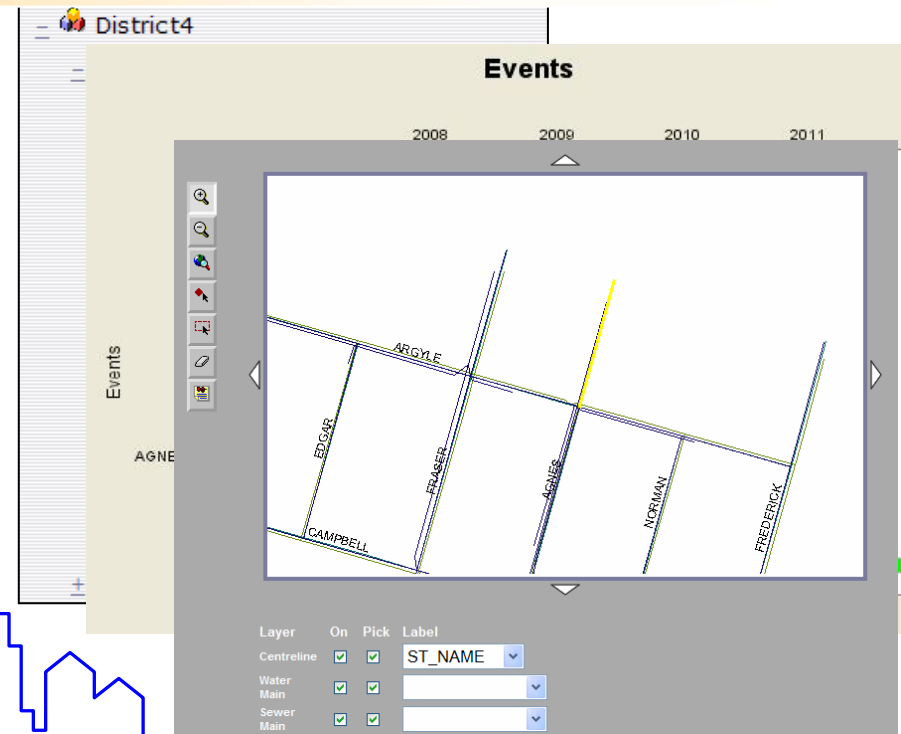 District4
Events
2008 2009 2010 2011
Events
AGNE
ARGYLE
EDGAR
FRASER
AGNES
NORMAN
FREDERICK
CAMPBELL
Layer On Pick Label
Centreline ST_NAME
Water
Main
Sewer
Main